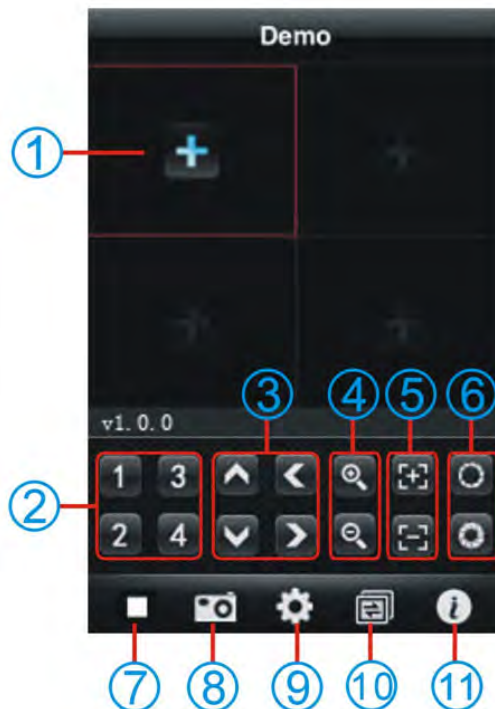 Demo
①
③ ④ ⑤ ⑥
v1.0.0
②
1 3
2 4
⑦ ⑧ ⑨ ⑩ ⑪